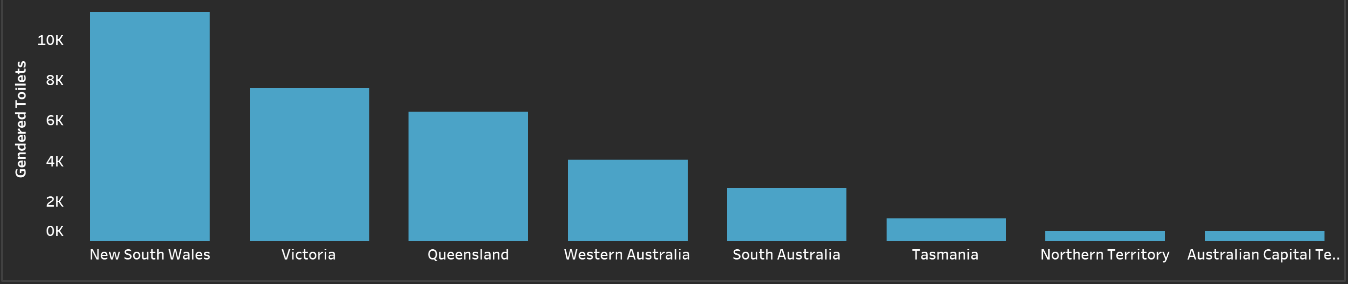 Gendered Toilets
10K
8K
6K
4K
2K
0K
New South Wales
Victoria
Queensland
Western Australia
South Australia
Tasmania
Northern Territory
Australian Capital Te..